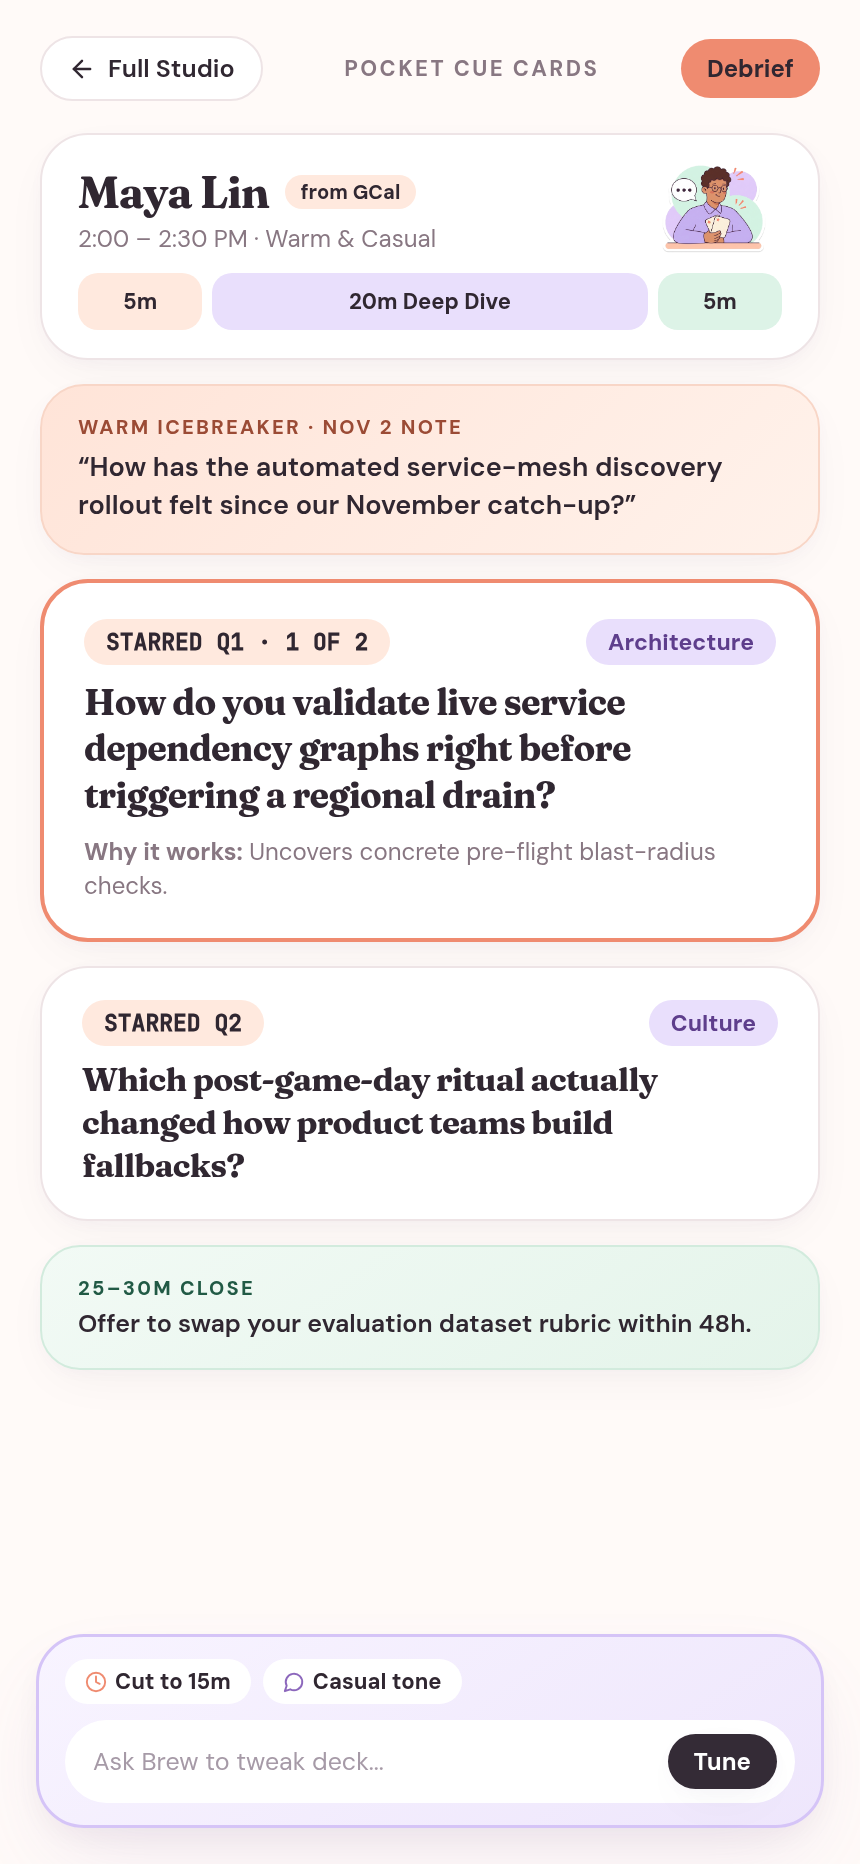 Full Studio
POCKET CUE CARDS
Debrief
Maya Lin
from GCal
2:00 – 2:30 PM · Warm & Casual
5m
20m Deep Dive
5m
WARM ICEBREAKER · NOV 2 NOTE
“How has the automated service-mesh discovery
rollout felt since our November catch-up?”
STARRED Q1 · 1 OF 2
Architecture
How do you validate live service
dependency graphs right before
triggering a regional drain?
Why it works: Uncovers concrete pre-flight blast-radius
checks.
STARRED Q2
Culture
Which post-game-day ritual actually
changed how product teams build
fallbacks?
25–30M CLOSE
Offer to swap your evaluation dataset rubric within 48h.
Cut to 15m
Casual tone
Ask Brew to tweak deck...
Tune